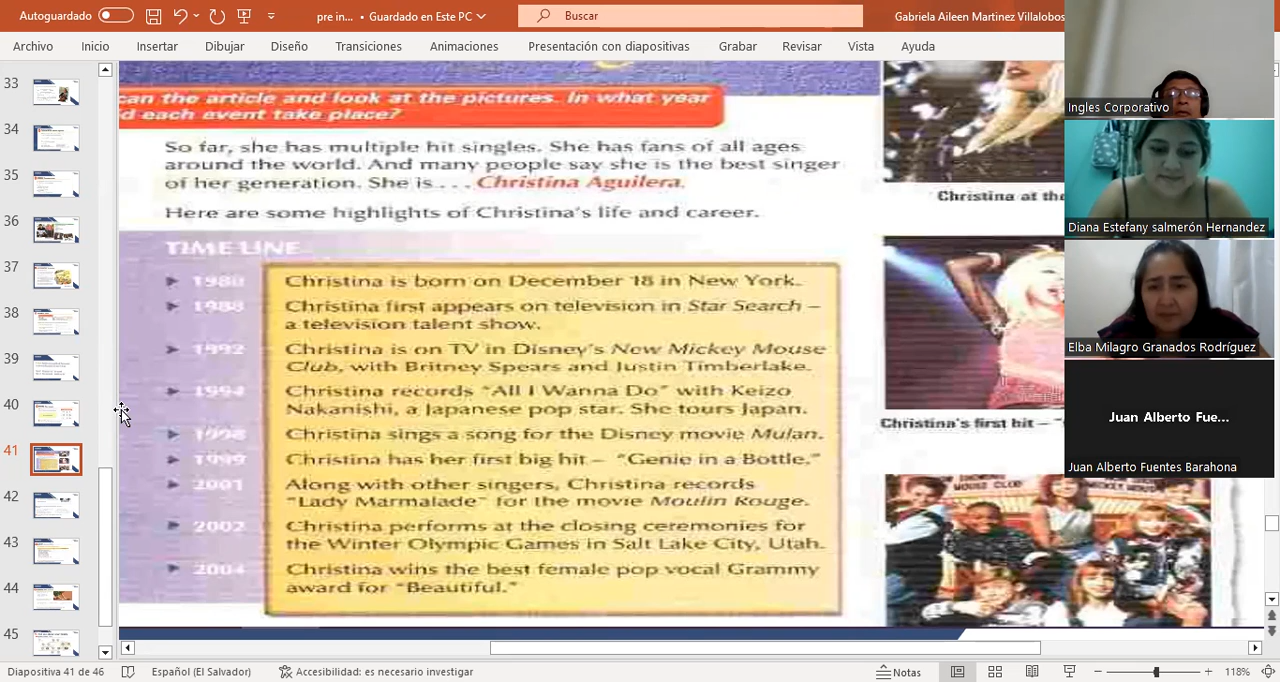 Autoguardado
pre in... • Guardado en Este PC
Buscar
Gabriela Aileen Martinez Villalobos
Archivo Inicio Insertar Dibujar Diseño Transiciones Animaciones Presentación con diapositivas Grabar Revisar Vista Ayuda
33
34
35
36
37
38
39
40
41
42
43
44
45
can the article and look at the pictures. In what year
d each event take place?
So far, she has multiple hit singles. She has fans of all ages
around the world. And many people say she is the best singer
of her generation. She is . . . Christina Aguilera.
Here are some highlights of Christina's life and career.
TIME LINE
1980 Christina is born on December 18 in New York.
1988 Christina first appears on television in Star Search –
a television talent show.
1992 Christina is on TV in Disney's New Mickey Mouse
Club, with Britney Spears and Justin Timberlake.
1994 Christina records "All I Wanna Do" with Keizo
Nakanishi, a Japanese pop star. She tours Japan.
1998 Christina sings a song for the Disney movie Mulan.
1999 Christina has her first big hit – "Genie in a Bottle."
2001 Along with other singers, Christina records
"Lady Marmalade" for the movie Moulin Rouge.
2002 Christina performs at the closing ceremonies for
the Winter Olympic Games in Salt Lake City, Utah.
2004 Christina wins the best female pop vocal Grammy
award for "Beautiful."
Christina at the
Christina's first hit – "
MOUSE CLUB
Ingles Corporativo
Diana Estefany salmerón Hernandez
Elba Milagro Granados Rodríguez
Juan Alberto Fue...
Juan Alberto Fuentes Barahona
Diapositiva 41 de 46
Español (El Salvador)
Accesibilidad: es necesario investigar
Notas
118%